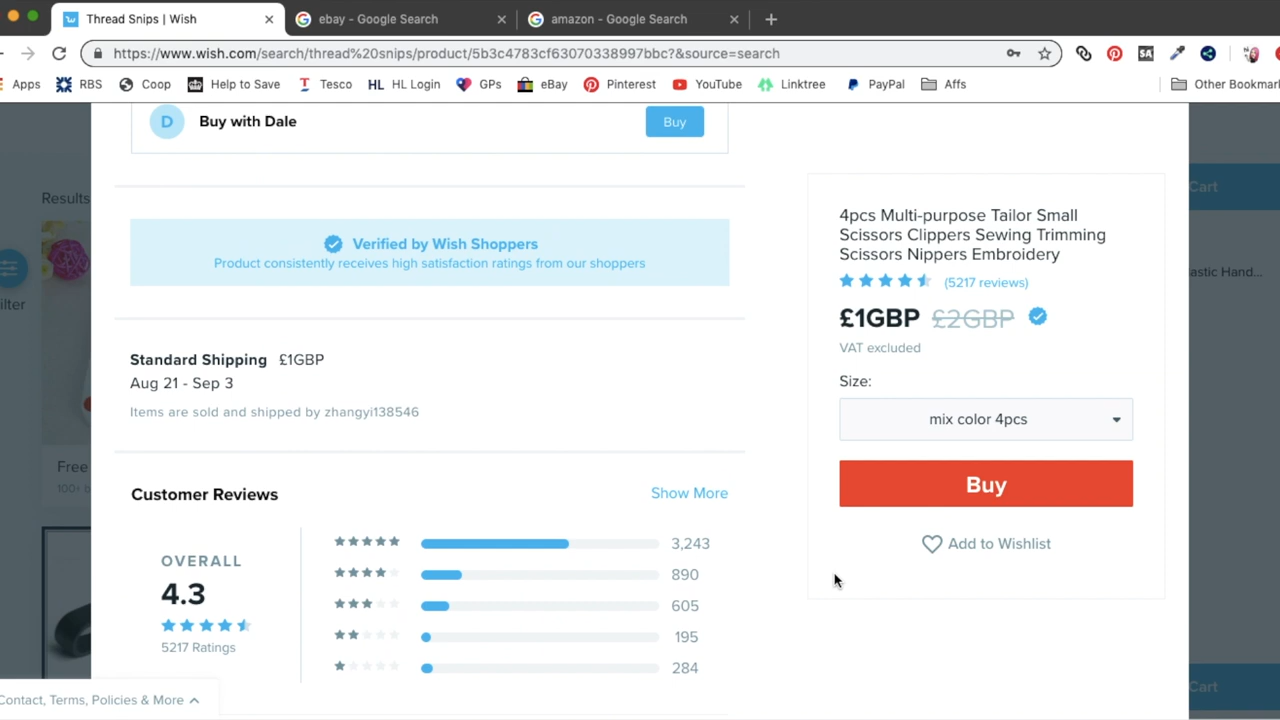 Thread Snips | Wish
ebay - Google Search
amazon - Google Search
https://www.wish.com/search/thread%20snips/product/5b3c4783cf63070338997bbc?&source=search
Apps RBS Coop Help to Save Tesco HL HL Login GPs eBay Pinterest YouTube Linktree PayPal Affs Other Bookmar
D Buy with Dale Buy
Results
Cart
Verified by Wish Shoppers
Product consistently receives high satisfaction ratings from our shoppers
4pcs Multi-purpose Tailor Small
Scissors Clippers Sewing Trimming
Scissors Nippers Embroidery
(5217 reviews)
astic Hand...
ilter
£1GBP £2GBP
VAT excluded
Standard Shipping £1GBP
Aug 21 - Sep 3
Items are sold and shipped by zhangyi138546
Size:
mix color 4pcs
Buy
Add to Wishlist
Free
100+ b
Customer Reviews Show More
OVERALL
4.3
5217 Ratings
3,243
890
605
195
284
Cart
Contact, Terms, Policies & More